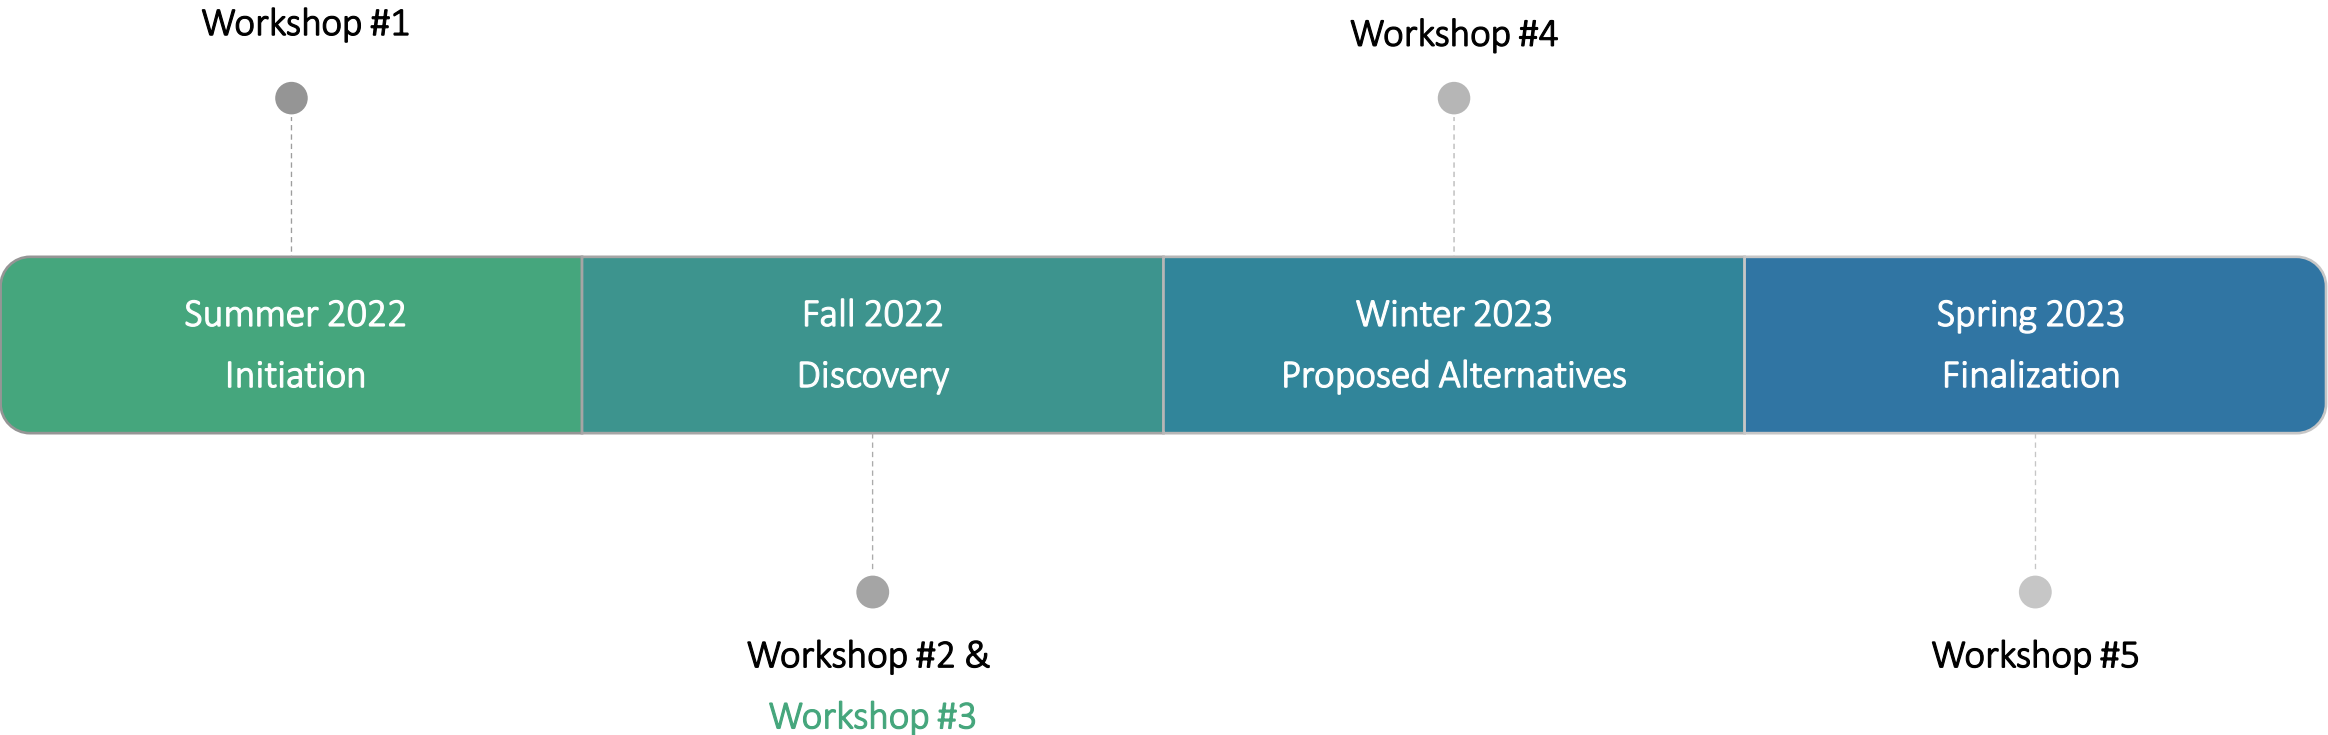 Workshop #1
Workshop #4
Summer 2022
Initiation
Fall 2022
Discovery
Winter 2023
Proposed Alternatives
Spring 2023
Finalization
Workshop #2 &
Workshop #3
Workshop #5